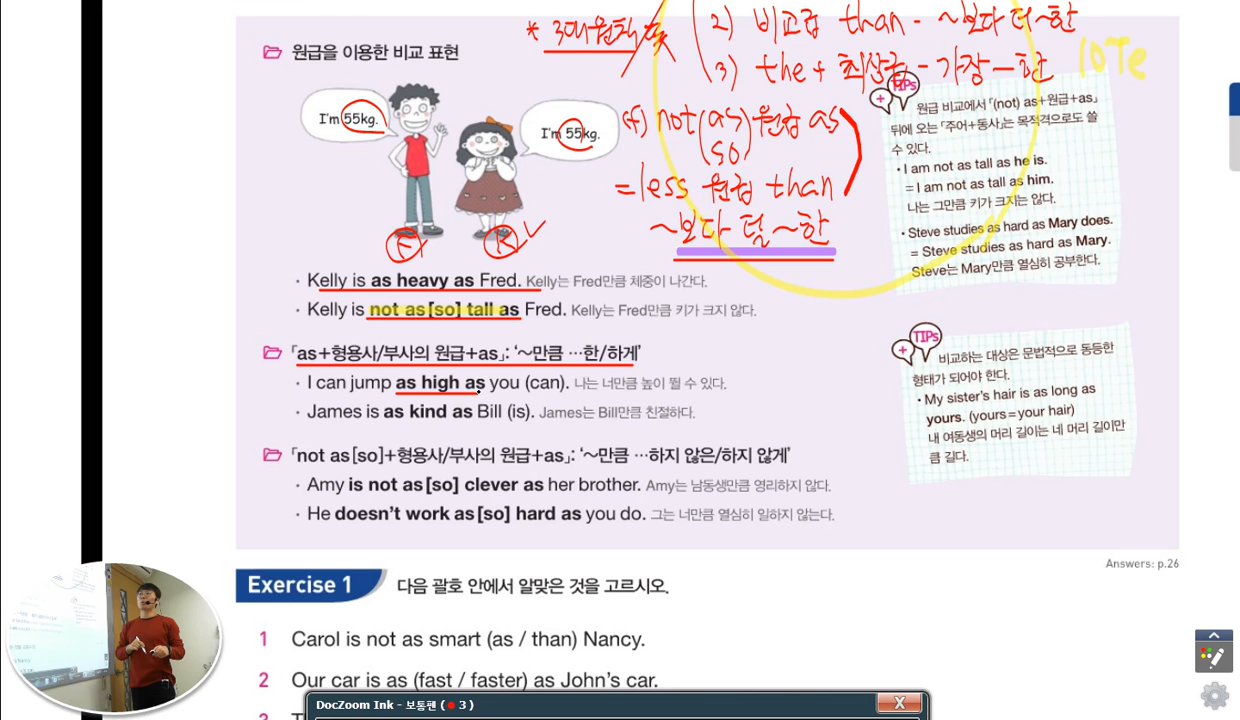 * 3대원칙
(2) 비교급 than - ~보다 더 ~한
(3) the + 최상급 - 가장 ~한
10Te
원급을 이용한 비교 표현
I'm 55kg.
I'm 55kg.
(cf) not (as) 원급 as
(so)
= less 원급 than
~보다 덜 ~한
F
K
TIPs
원급 비교에서 「(not) as+원급+as」
뒤에 오는 「주어+동사」는 목적격으로도 쓸
수 있다.
• I am not as tall as he is.
= I am not as tall as him.
나는 그만큼 키가 크지는 않다.
• Steve studies as hard as Mary does.
= Steve studies as hard as Mary.
Steve는 Mary만큼 열심히 공부한다.
· Kelly is as heavy as Fred. Kelly는 Fred만큼 체중이 나간다.
· Kelly is not as[so] tall as Fred. Kelly는 Fred만큼 키가 크지 않다.
「as+형용사/부사의 원급+as」: ‘~만큼 …한/하게’
· I can jump as high as you (can). 나는 너만큼 높이 뛸 수 있다.
· James is as kind as Bill (is). James는 Bill만큼 친절하다.
TIPs
비교하는 대상은 문법적으로 동등한
형태가 되어야 한다.
• My sister's hair is as long as
yours. (yours=your hair)
내 여동생의 머리 길이는 네 머리 길이만
큼 길다.
「not as[so]+형용사/부사의 원급+as」: ‘~만큼 …하지 않은/하지 않게’
· Amy is not as[so] clever as her brother. Amy는 남동생만큼 영리하지 않다.
· He doesn't work as[so] hard as you do. 그는 너만큼 열심히 일하지 않는다.
Answers: p.26
Exercise 1 다음 괄호 안에서 알맞은 것을 고르시오.
1 Carol is not as smart (as / than) Nancy.
2 Our car is as (fast / faster) as John's car.
DocZoom Ink - 보통펜 ( 3 )
X